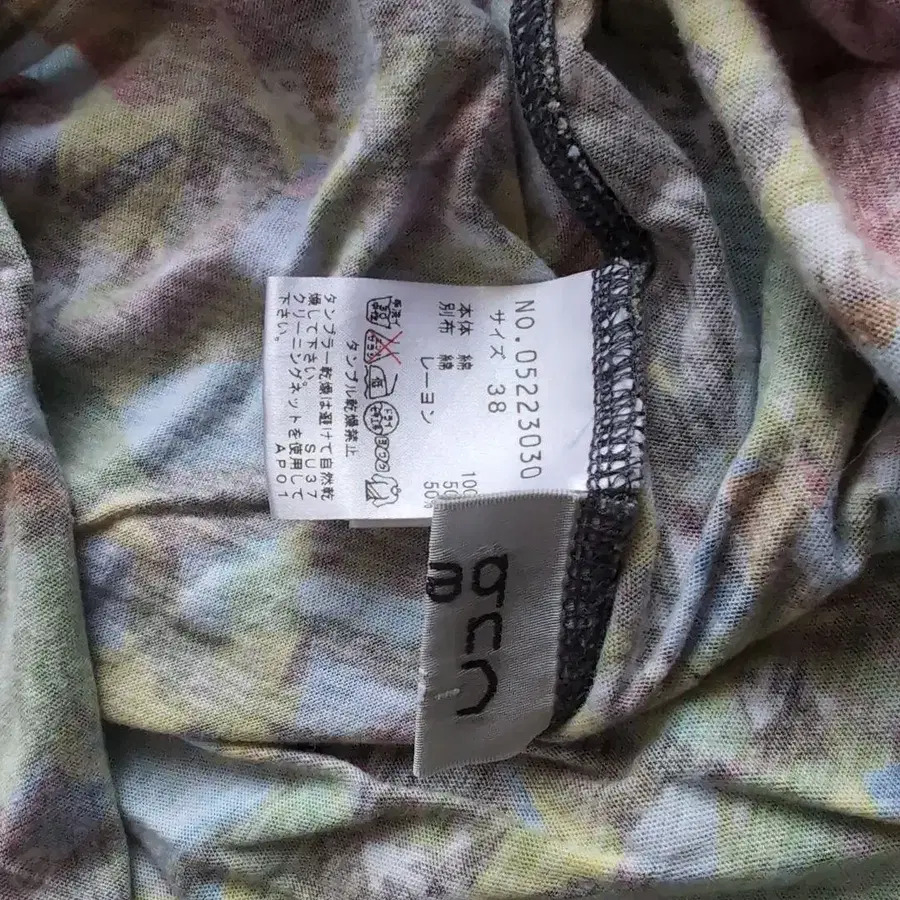 NO.05223030
サイズ 38
本体 綿 100
別布 綿 50
レーヨン 50
タンブル乾燥禁止
タンブラー乾燥は避けて自然乾
燥して下さい。 SU37
クリーニングネットを使用して
下さい。 AP01